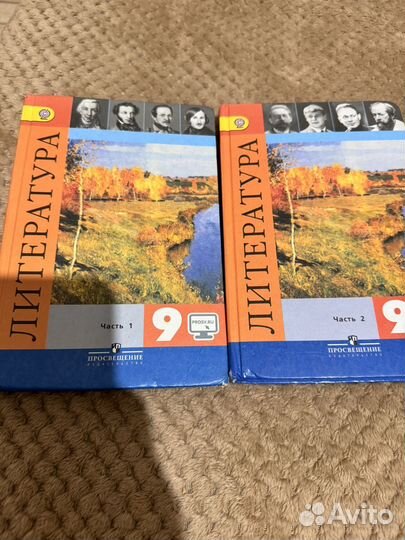 ЛИТЕРАТУРА
Часть 1
9
PROSV.RU
ПРОСВЕЩЕНИЕ
ИЗДАТЕЛЬСТВО
ЛИТЕРАТУРА
Часть 2
9
ПРОСВЕЩЕНИЕ
ИЗДАТЕЛЬСТВО
Avito